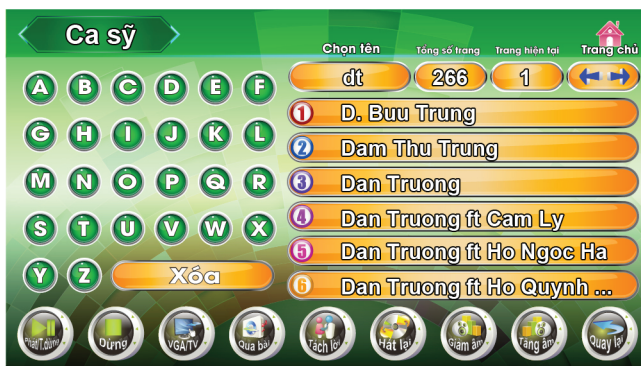 Ca sỹ
Chọn tên
Tổng số trang
Trang hiện tại
Trang chủ
dt
266
1
A B C D E F
G H I J K L
M N O P Q R
S T U V W X
Y Z Xóa
1 D. Buu Trung
2 Dam Thu Trung
3 Dan Truong
4 Dan Truong ft Cam Ly
5 Dan Truong ft Ho Ngoc Ha
6 Dan Truong ft Ho Quynh ...
Phát/T.dừng
Dừng
VGA/TV
Qua bài
Tách lời
Hát lại
Giảm âm
Tăng âm
Quay lại